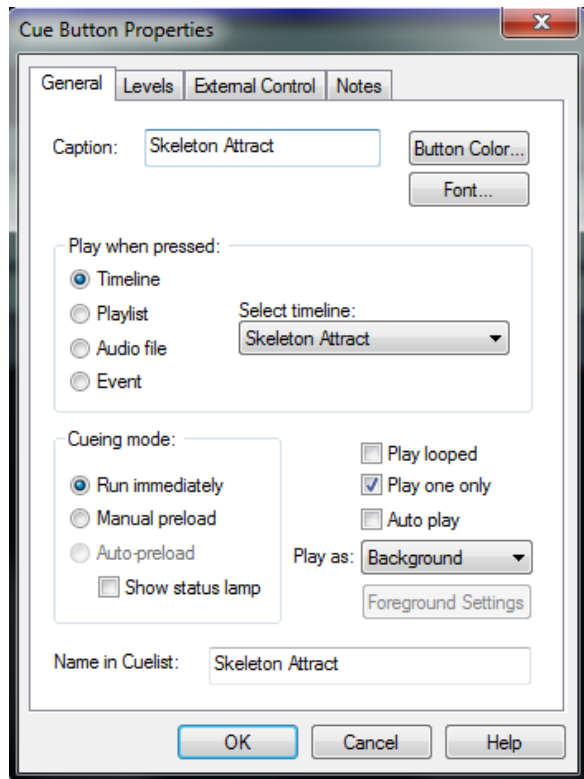 Cue Button Properties
General Levels External Control Notes
Caption: Skeleton Attract Button Color...
Font...
Play when pressed:
Timeline
Playlist Select timeline:
Skeleton Attract
Audio file
Event
Cueing mode:
Play looped
Run immediately Play one only
Manual preload Auto play
Auto-preload Play as: Background
Show status lamp Foreground Settings
Name in Cuelist: Skeleton Attract
OK Cancel Help